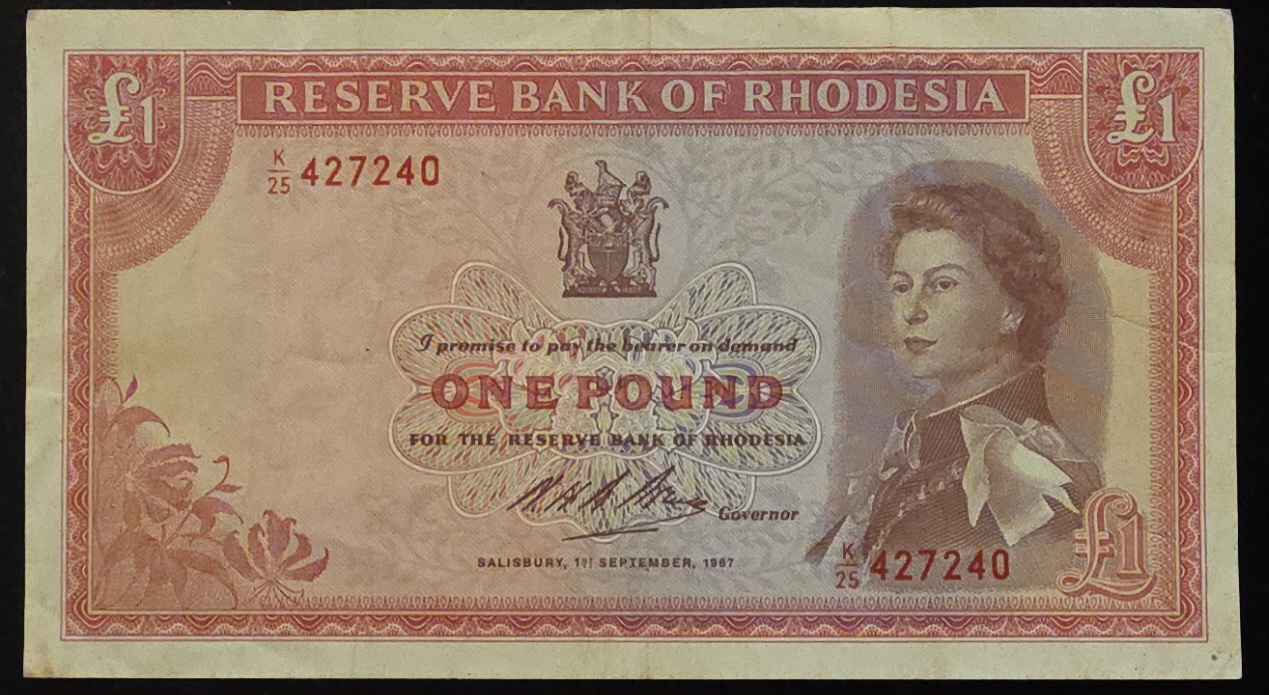 £1
RESERVE BANK OF RHODESIA
£1
K/25 427240
I promise to pay the bearer on demand
ONE POUND
FOR THE RESERVE BANK OF RHODESIA
Governor
SALISBURY, 1ST SEPTEMBER, 1967
K/25 427240
£1